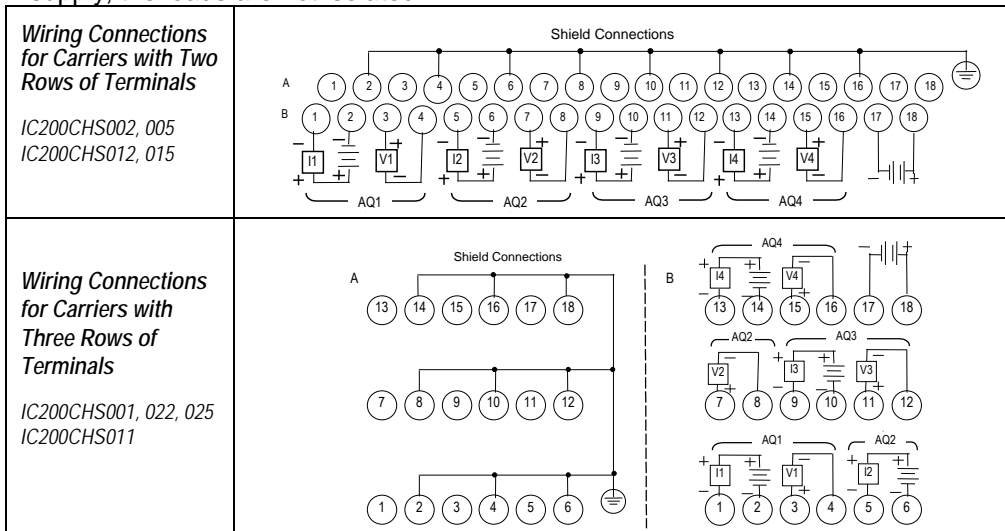 Wiring Connections
for Carriers with Two
Rows of Terminals
IC200CHS002, 005
IC200CHS012, 015
Shield Connections
A 1 2 3 4 5 6 7 8 9 10 11 12 13 14 15 16 17 18
B 1 2 3 4 5 6 7 8 9 10 11 12 13 14 15 16 17 18
I1 V1 I2 V2 I3 V3 I4 V4
AQ1 AQ2 AQ3 AQ4
Wiring Connections
for Carriers with
Three Rows of
Terminals
IC200CHS001, 022, 025
IC200CHS011
Shield Connections
A
13 14 15 16 17 18
7 8 9 10 11 12
1 2 3 4 5 6
B
AQ4
I4 V4
13 14 15 16 17 18
AQ2 AQ3
V2 I3 V3
7 8 9 10 11 12
AQ1 AQ2
I1 V1 I2
1 2 3 4 5 6